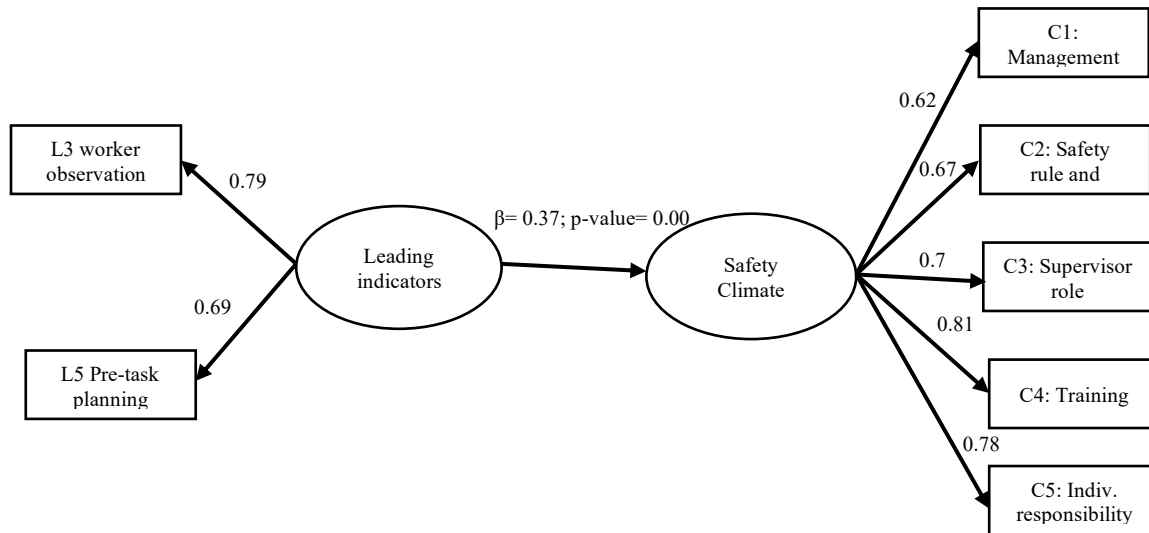 L3 worker
observation
0.79
L5 Pre-task
planning
0.69
Leading
indicators
β= 0.37; p-value= 0.00
Safety
Climate
C1:
Management
0.62
C2: Safety
rule and
0.67
C3: Supervisor
role
0.7
C4: Training
0.81
C5: Indiv.
responsibility
0.78